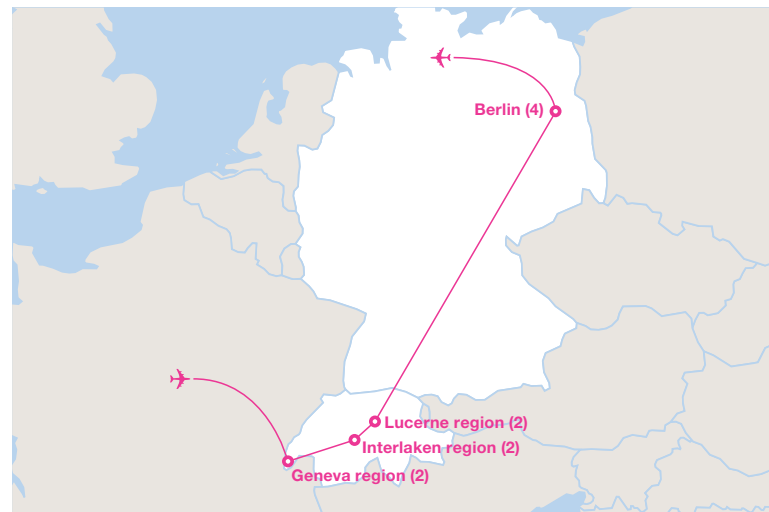 Berlin (4)
Lucerne region (2)
Interlaken region (2)
Geneva region (2)